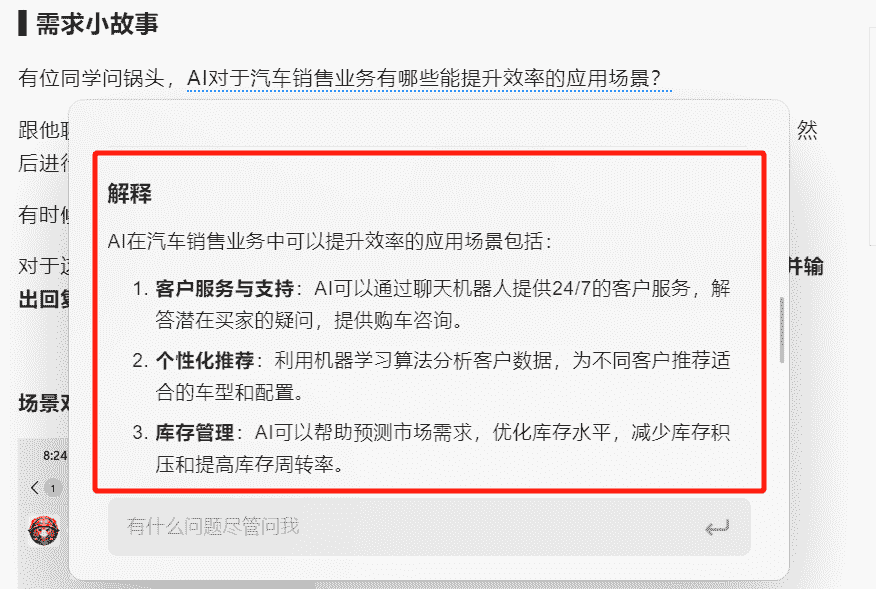 需求小故事
有位同学问锅头，AI对于汽车销售业务有哪些能提升效率的应用场景？
跟他 然
后进行
有时候
对于 并输
出回复
解释
AI在汽车销售业务中可以提升效率的应用场景包括：
1. 客户服务与支持：AI可以通过聊天机器人提供24/7的客户服务，解
答潜在买家的疑问，提供购车咨询。
2. 个性化推荐：利用机器学习算法分析客户数据，为不同客户推荐适
合的车型和配置。
3. 库存管理：AI可以帮助预测市场需求，优化库存水平，减少库存积
压和提高库存周转率。
场景
8:24
1
有什么问题尽管问我